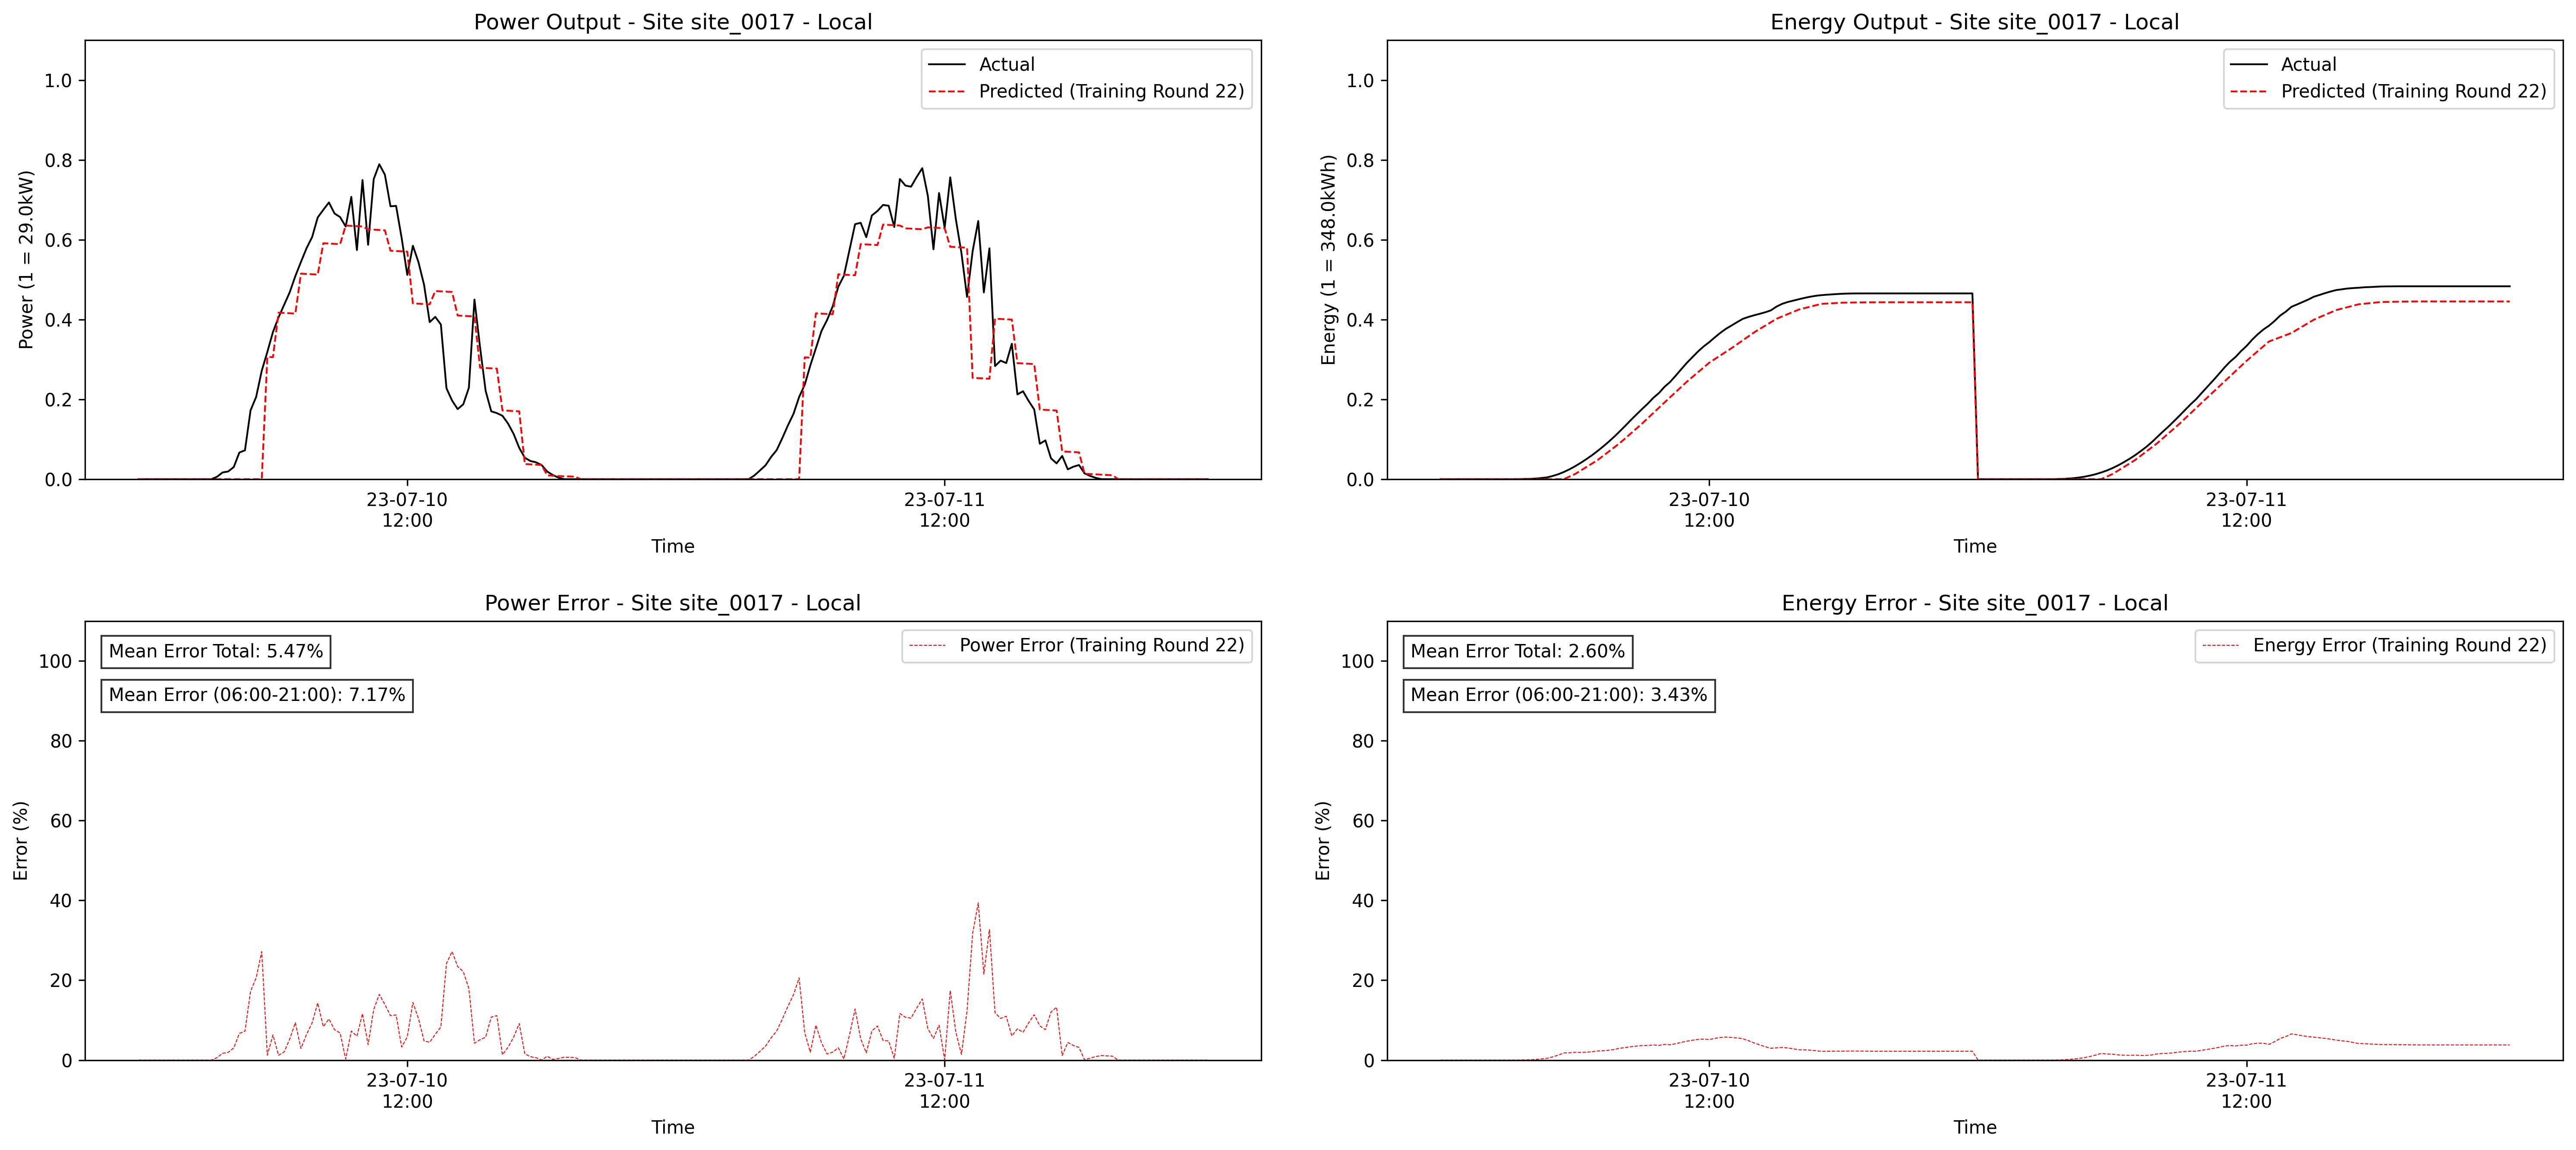 Power Output - Site site_0017 - Local
Power (1 = 29.0kW)
1.0
0.8
0.6
0.4
0.2
0.0
Actual
Predicted (Training Round 22)
23-07-10
12:00
23-07-11
12:00
Time
Energy Output - Site site_0017 - Local
Energy (1 = 348.0kWh)
1.0
0.8
0.6
0.4
0.2
0.0
Actual
Predicted (Training Round 22)
23-07-10
12:00
23-07-11
12:00
Time
Power Error - Site site_0017 - Local
Error (%)
100
80
60
40
20
0
Mean Error Total: 5.47%
Mean Error (06:00-21:00): 7.17%
Power Error (Training Round 22)
23-07-10
12:00
23-07-11
12:00
Time
Energy Error - Site site_0017 - Local
Error (%)
100
80
60
40
20
0
Mean Error Total: 2.60%
Mean Error (06:00-21:00): 3.43%
Energy Error (Training Round 22)
23-07-10
12:00
23-07-11
12:00
Time